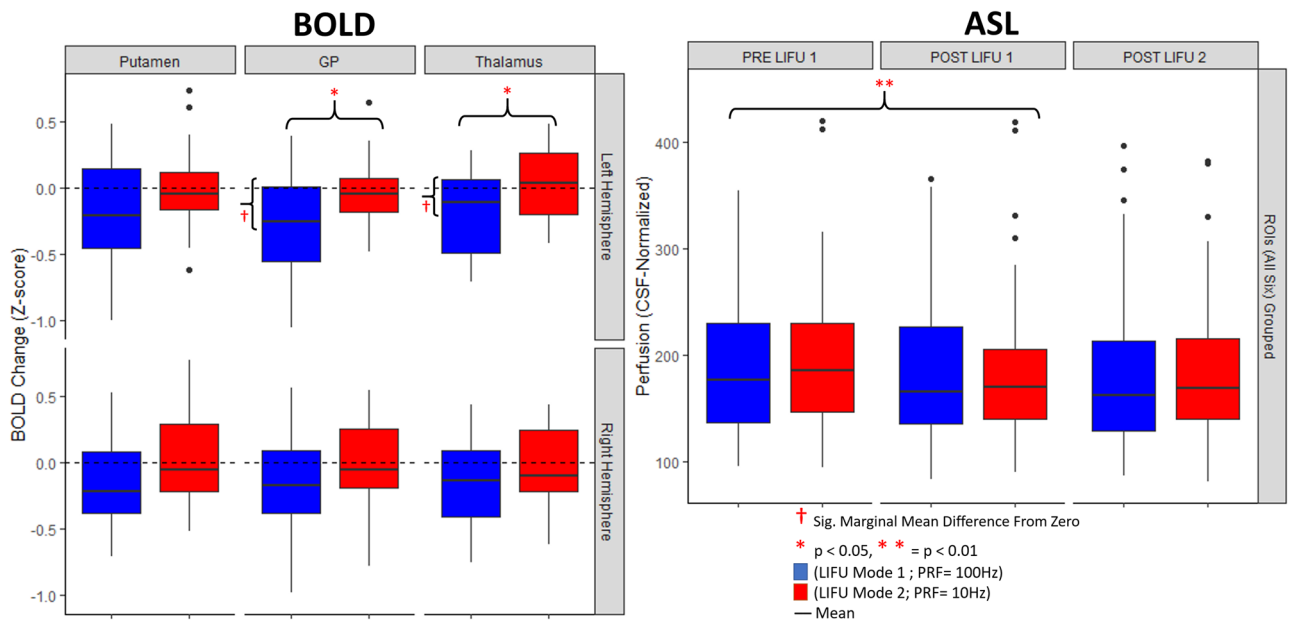 BOLD
Putamen
GP
Thalamus
BOLD Change (Z-score)
0.5
0.0
-0.5
-1.0
*
*
†
†
Left Hemisphere
0.5
0.0
-0.5
-1.0
Right Hemisphere
ASL
PRE LIFU 1
POST LIFU 1
POST LIFU 2
**
Perfusion (CSF-Normalized)
400
300
200
100
ROIs (All Six) Grouped
† Sig. Marginal Mean Difference From Zero
* p < 0.05, * * = p < 0.01
(LIFU Mode 1 ; PRF= 100Hz)
(LIFU Mode 2; PRF= 10Hz)
Mean